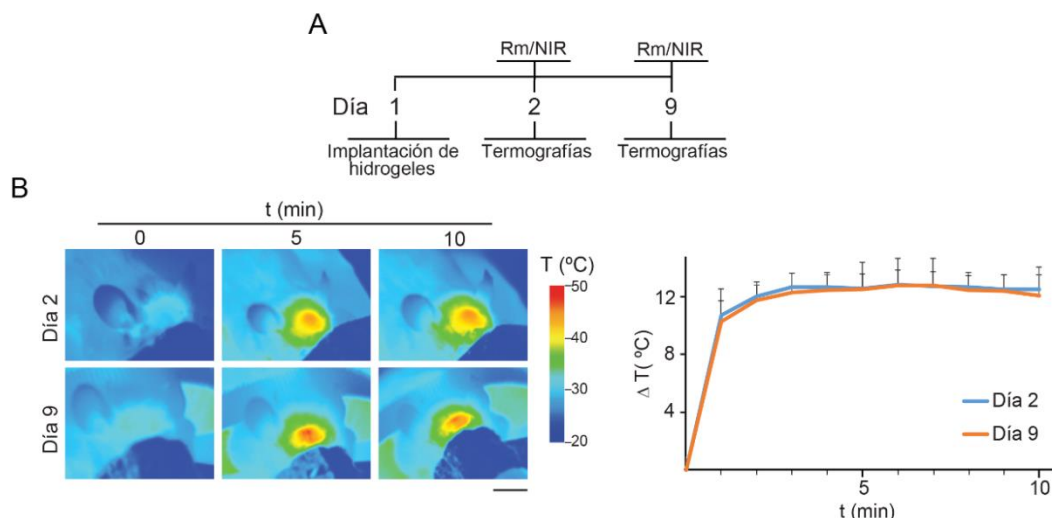 A
Rm/NIR Rm/NIR
Día 1 2 9
Implantación de hidrogeles Termografías Termografías
B
t (min)
0 5 10
T (ºC)
Día 2
Día 9
50
40
30
20
Δ T( ºC)
12
8
4
Día 2
Día 9
5 10
t (min)